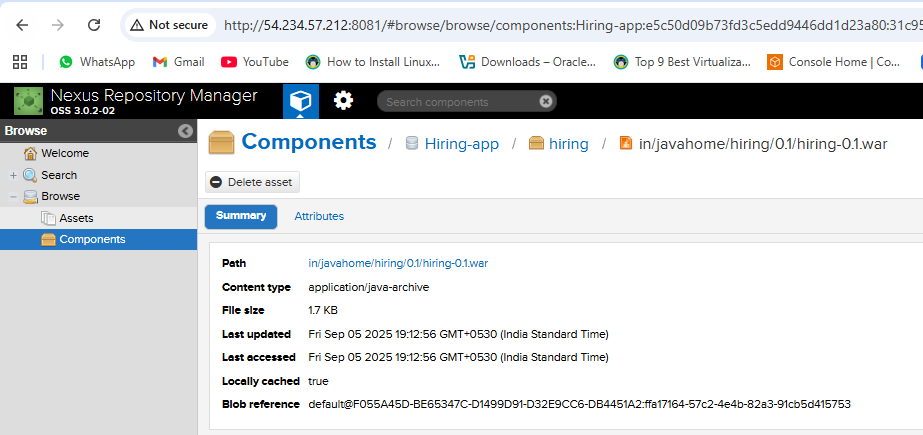 Not secure
http://54.234.57.212:8081/#browse/browse/components:Hiring-app:e5c50d09b73fd3c5edd9446dd1d23a80:31c95
WhatsApp
Gmail
YouTube
How to Install Linux...
Downloads – Oracle...
Top 9 Best Virtualiza...
Console Home | Co...
Nexus Repository Manager
OSS 3.0.2-02
Search components
Browse
Welcome
Search
Browse
Assets
Components
Components / Hiring-app / hiring / in/javahome/hiring/0.1/hiring-0.1.war
Delete asset
Summary Attributes
Path in/javahome/hiring/0.1/hiring-0.1.war
Content type application/java-archive
File size 1.7 KB
Last updated Fri Sep 05 2025 19:12:56 GMT+0530 (India Standard Time)
Last accessed Fri Sep 05 2025 19:12:56 GMT+0530 (India Standard Time)
Locally cached true
Blob reference default@F055A45D-BE65347C-D1499D91-D32E9CC6-DB4451A2:ffa17164-57c2-4e4b-82a3-91cb5d415753